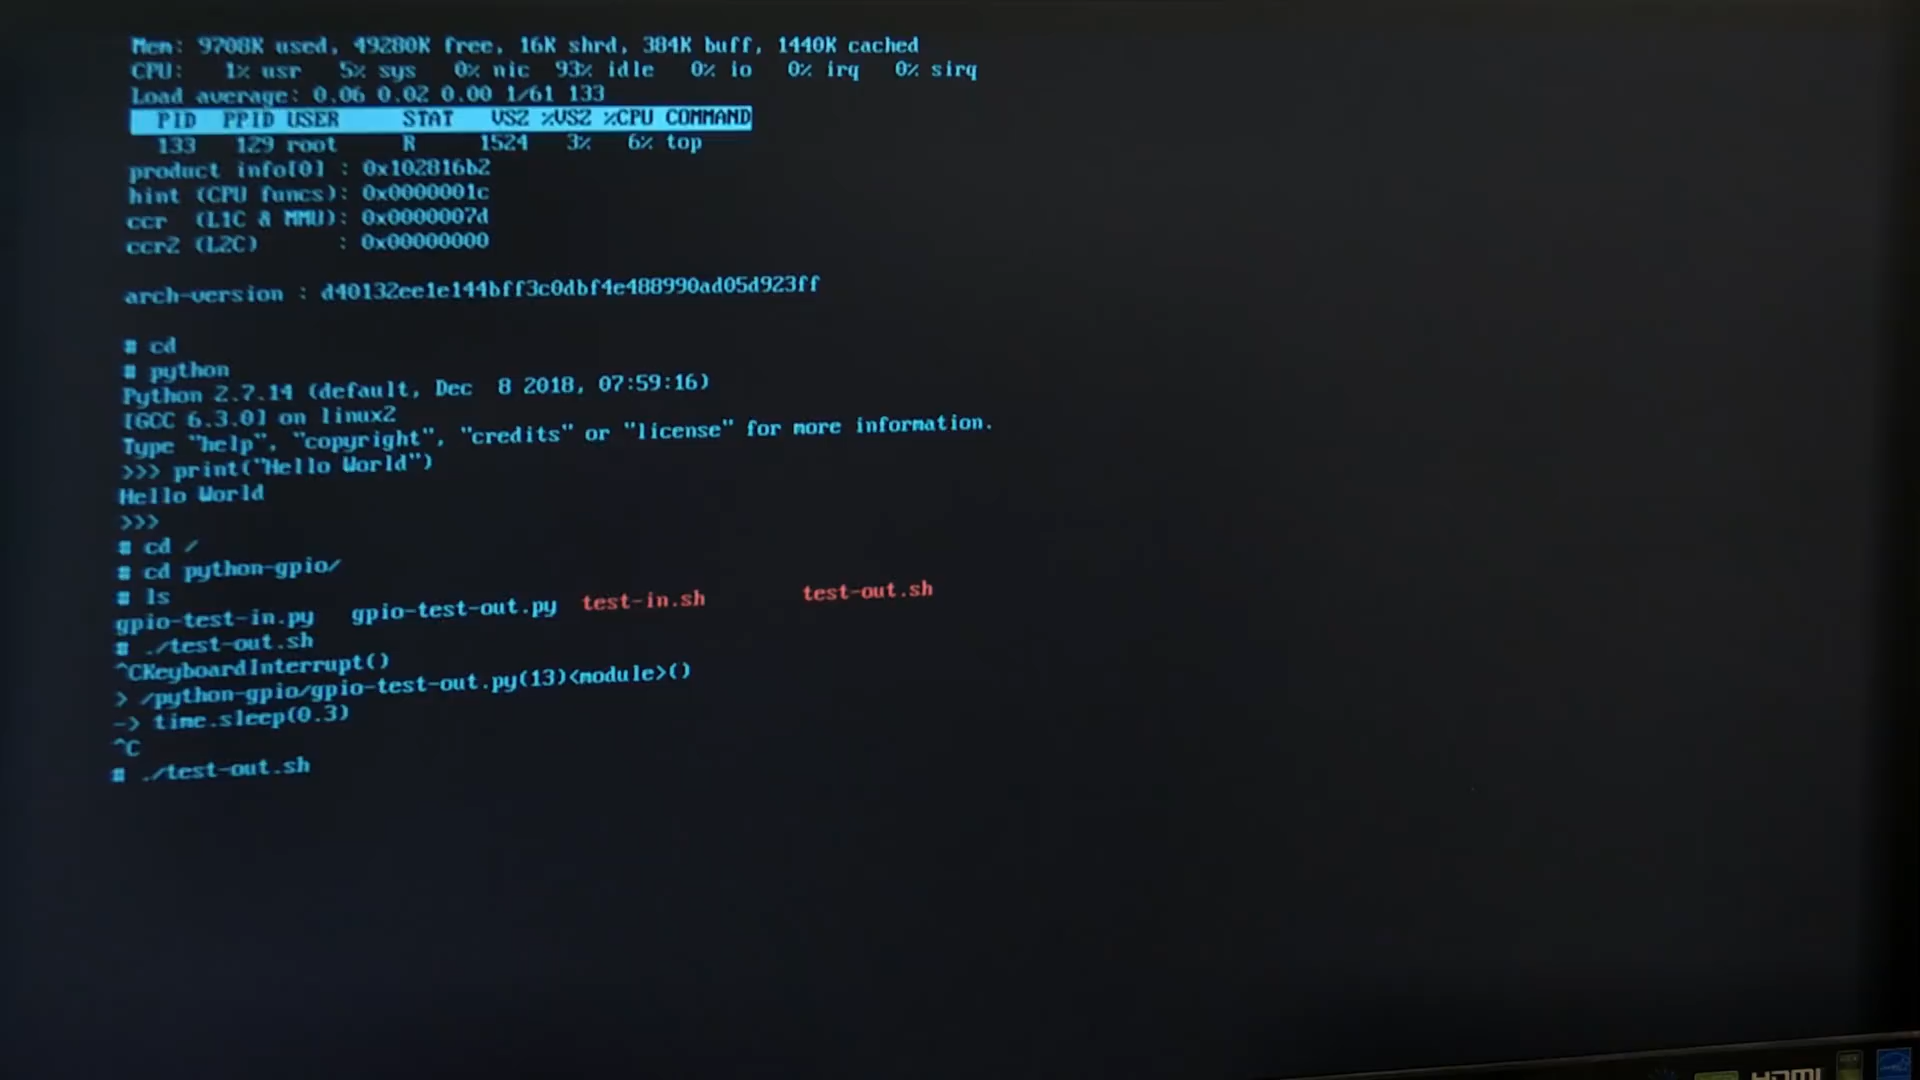 Mem: 9708K used, 49280K free, 16K shrd, 384K buff, 1440K cached
CPU:   1% usr   5% sys   0% nic  93% idle   0% io   0% irq   0% sirq
Load average: 0.06 0.02 0.00 1/61 133
PID  PPID USER     STAT   VSZ %VSZ %CPU COMMAND
133   129 root     R     1524   3%   6% top
product info[0] : 0x102816b2
hint (CPU funcs): 0x0000001c
ccr  (L1C & MMU): 0x0000007d
ccr2 (L2C)      : 0x00000000
arch-version : d40132ee1e144bff3c0dbf4e488990ad05d923ff
# cd
# python
Python 2.7.14 (default, Dec  8 2018, 07:59:16)
[GCC 6.3.0] on linux2
Type "help", "copyright", "credits" or "license" for more information.
>>> print("Hello World")
Hello World
>>>
# cd /
# cd python-gpio/
# ls
gpio-test-in.py   gpio-test-out.py  test-in.sh        test-out.sh
# ./test-out.sh
^CKeyboardInterrupt()
> /python-gpio/gpio-test-out.py(13)<module>()
-> time.sleep(0.3)
^C
# ./test-out.sh
HDMI